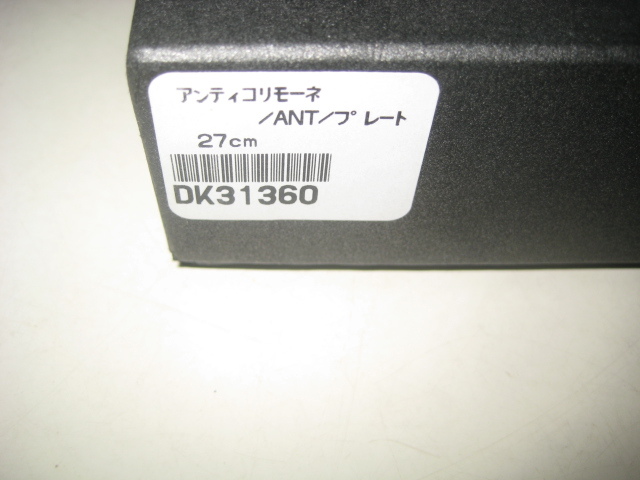 アンティコリモーネ
/ANT/プレート
27cm
DK31360